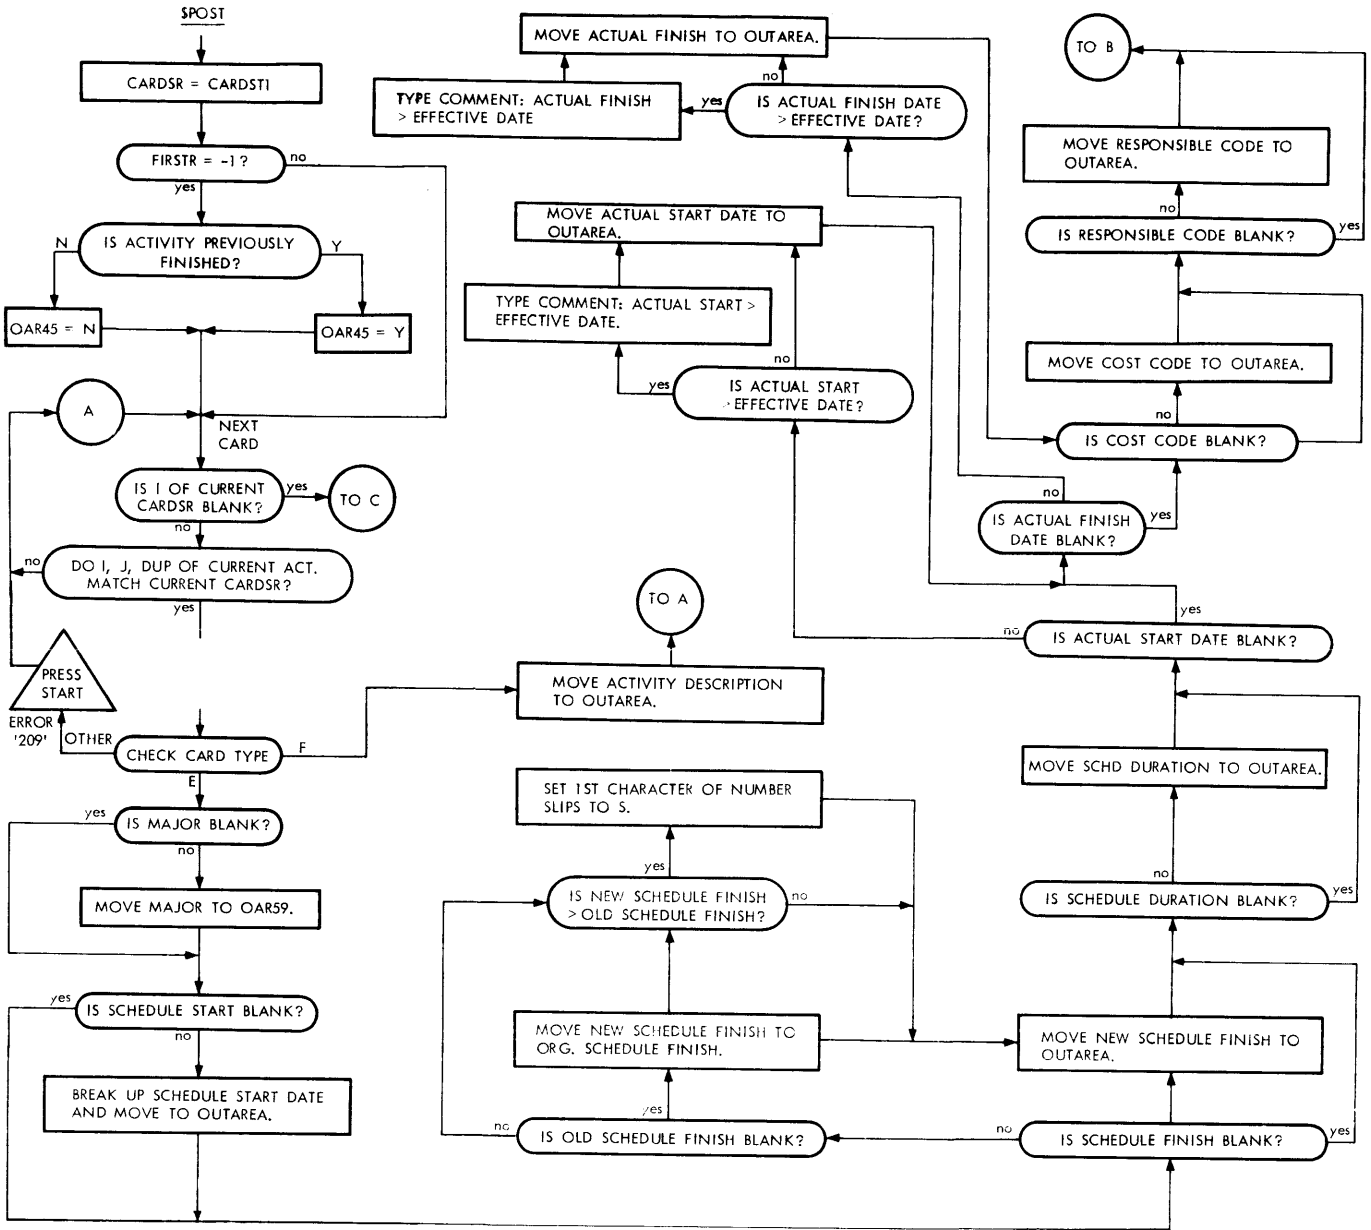 $POST
CARDSR = CARDST1
FIRSTR = -1?
no
yes
IS ACTIVITY PREVIOUSLY
FINISHED?
N
Y
OAR45 = N
OAR45 = Y
A
NEXT
CARD
IS I OF CURRENT
CARDSR BLANK?
yes
TO C
no
DO I, J, DUP OF CURRENT ACT.
MATCH CURRENT CARDSR?
no
yes
PRESS
START
ERROR
'209'
OTHER
CHECK CARD TYPE
F
E
IS MAJOR BLANK?
yes
no
MOVE MAJOR TO OAR59.
IS SCHEDULE START BLANK?
yes
no
BREAK UP SCHEDULE START DATE
AND MOVE TO OUTAREA.
MOVE ACTUAL FINISH TO OUTAREA.
TYPE COMMENT: ACTUAL FINISH
> EFFECTIVE DATE
yes
no
IS ACTUAL FINISH DATE
> EFFECTIVE DATE?
MOVE ACTUAL START DATE TO
OUTAREA.
TYPE COMMENT: ACTUAL START >
EFFECTIVE DATE.
no
yes
IS ACTUAL START
>EFFECTIVE DATE?
TO A
MOVE ACTIVITY DESCRIPTION
TO OUTAREA.
SET 1ST CHARACTER OF NUMBER
SLIPS TO S.
yes
IS NEW SCHEDULE FINISH
> OLD SCHEDULE FINISH?
no
MOVE NEW SCHEDULE FINISH TO
ORG. SCHEDULE FINISH.
yes
no
IS OLD SCHEDULE FINISH BLANK?
TO B
MOVE RESPONSIBLE CODE TO
OUTAREA.
no
IS RESPONSIBLE CODE BLANK?
yes
MOVE COST CODE TO OUTAREA.
no
IS COST CODE BLANK?
no
IS ACTUAL FINISH
DATE BLANK?
yes
yes
no
IS ACTUAL START DATE BLANK?
MOVE SCHD DURATION TO OUTAREA.
no
IS SCHEDULE DURATION BLANK?
yes
MOVE NEW SCHEDULE FINISH TO
OUTAREA.
no
IS SCHEDULE FINISH BLANK?
yes